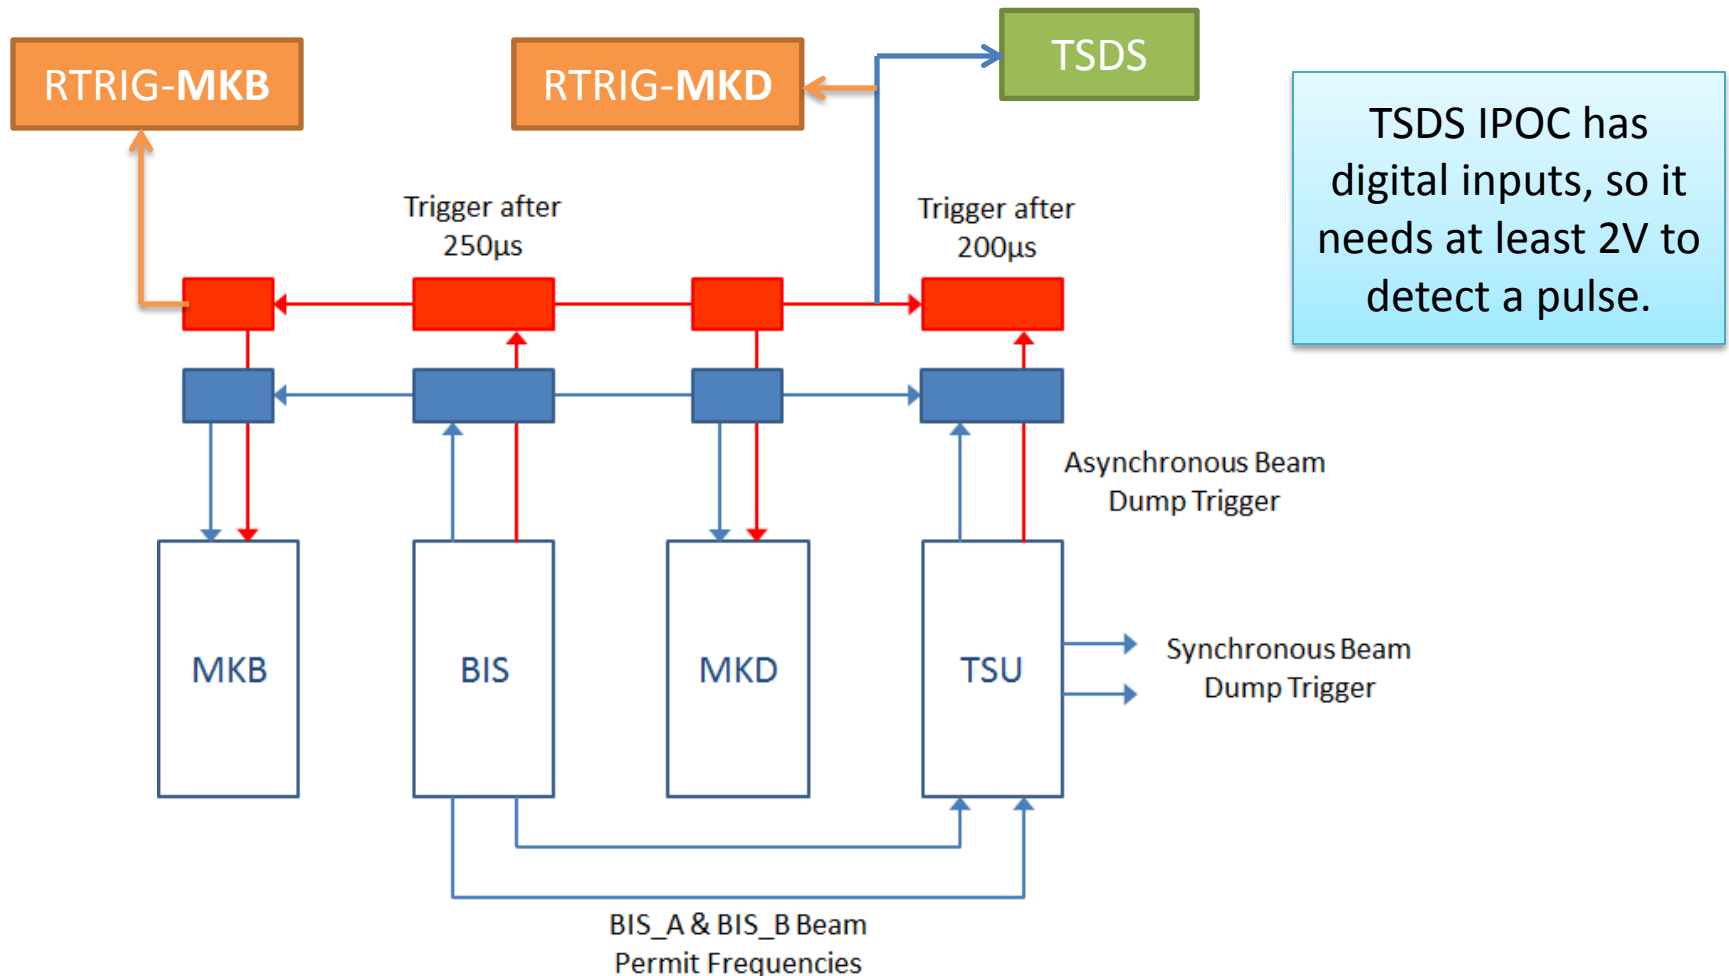 RTRIG-MKB
RTRIG-MKD
TSDS
TSDS IPOC has
digital inputs, so it
needs at least 2V to
detect a pulse.
Trigger after
250µs
Trigger after
200µs
Asynchronous Beam
Dump Trigger
MKB
BIS
MKD
TSU
Synchronous Beam
Dump Trigger
BIS_A & BIS_B Beam
Permit Frequencies